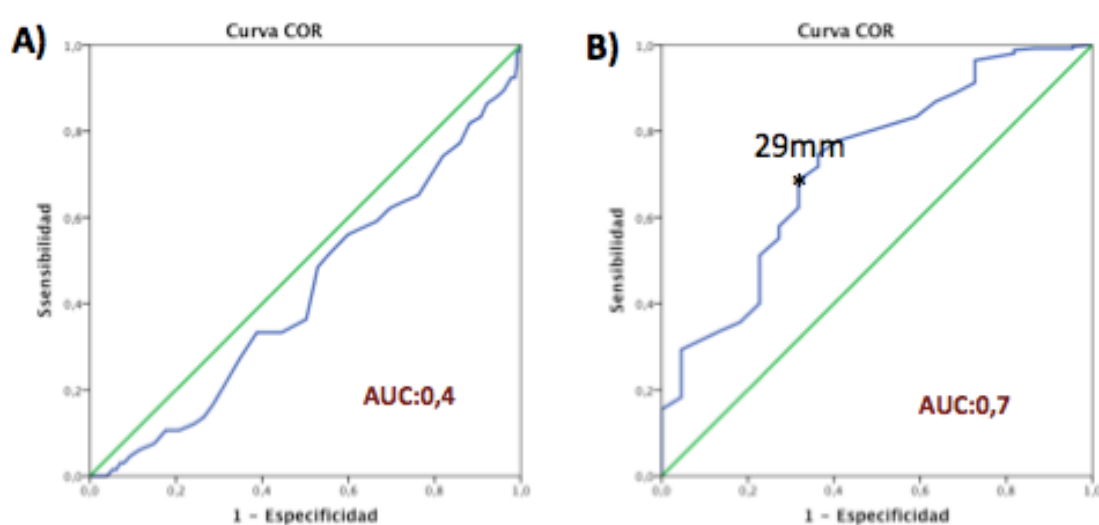 A)
Curva COR
1,0
0,8
0,6
0,4
0,2
0,0
Ssensibilidad
AUC:0,4
0,0 0,2 0,4 0,6 0,8 1,0
1 - Especificidad
B)
Curva COR
1,0
0,8
0,6
0,4
0,2
0,0
Sensibilidad
29mm
*
AUC:0,7
0,0 0,2 0,4 0,6 0,8 1,0
1 - Especificidad